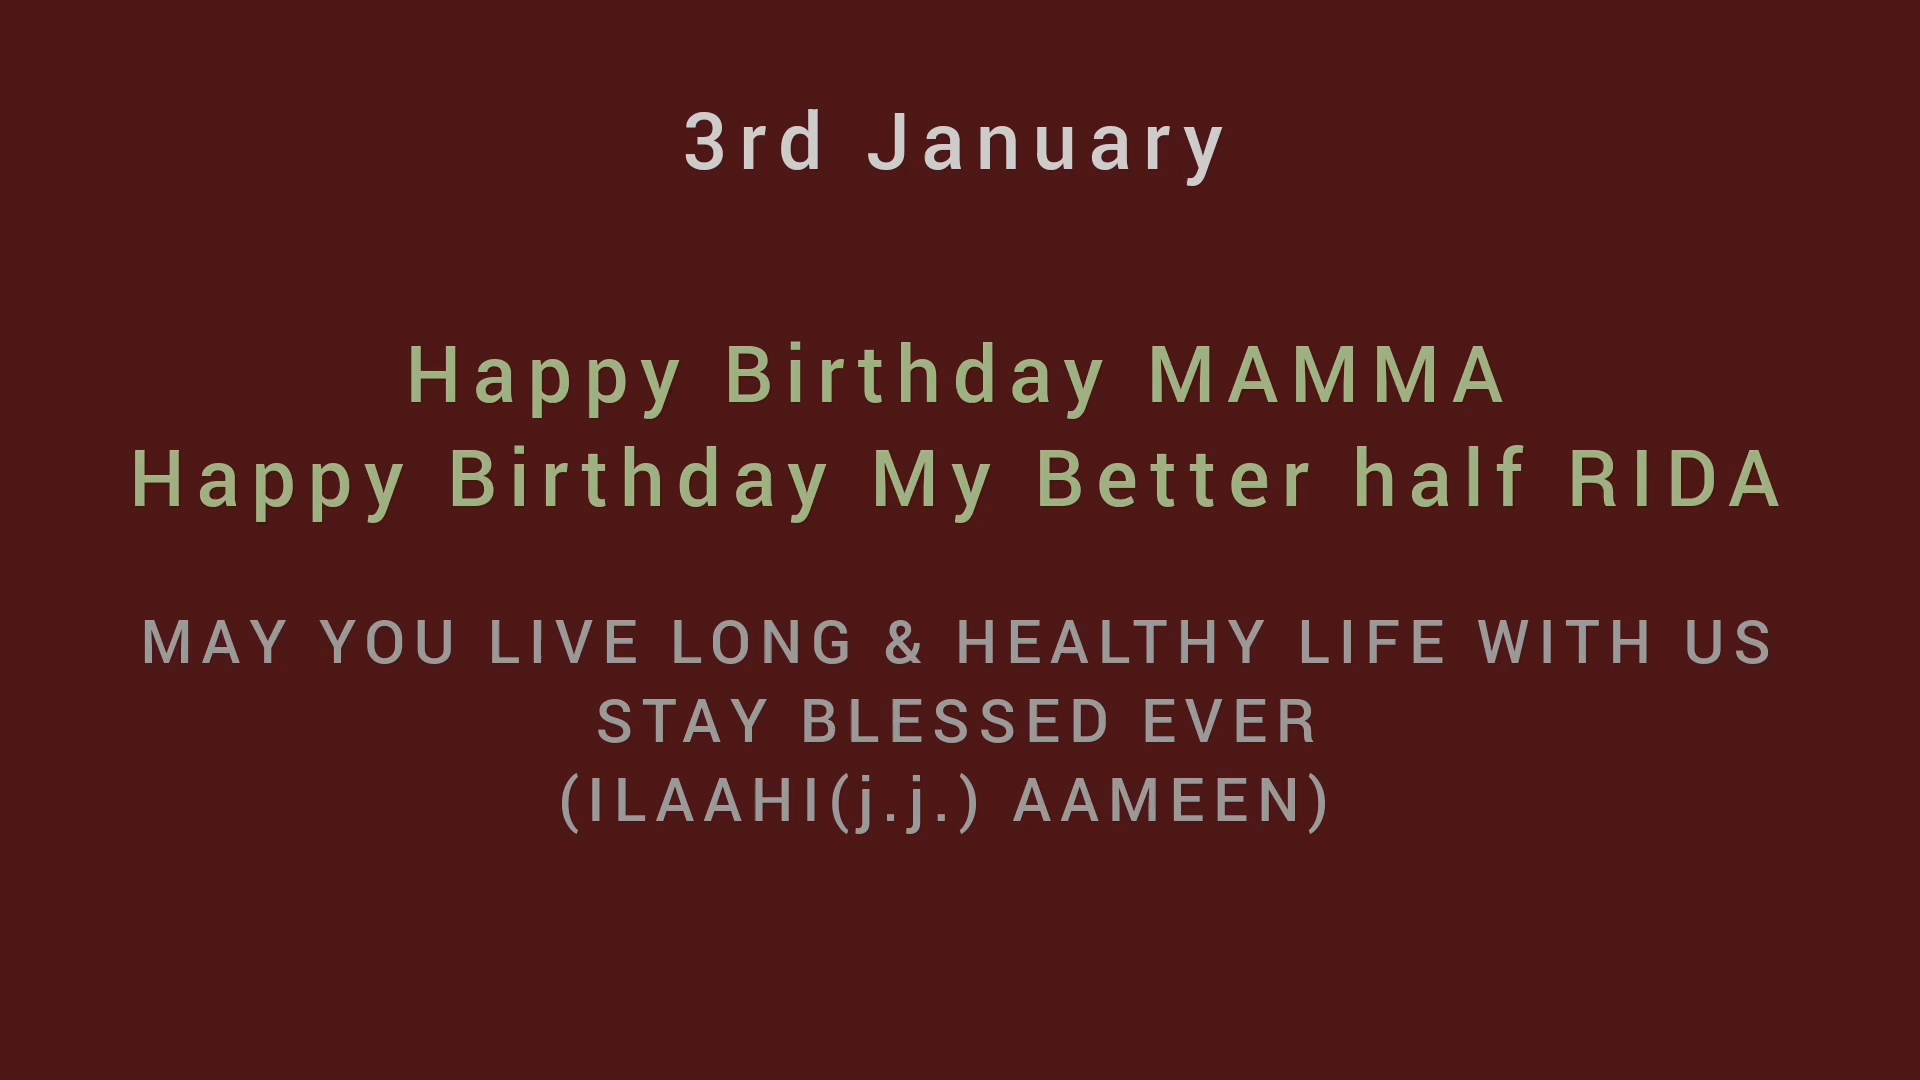 3rd January
Happy Birthday MAMMA
Happy Birthday My Better half RIDA
MAY YOU LIVE LONG & HEALTHY LIFE WITH US
STAY BLESSED EVER
(ILAAHI(j.j.) AAMEEN)